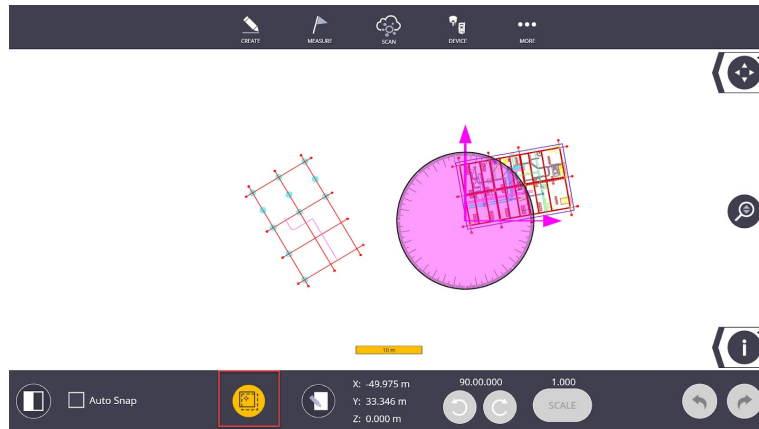 CREATE
MEASURE
SCAN
DEVICE
MORE
10 m
Auto Snap
X: -49.975 m
Y: 33.346 m
Z: 0.000 m
90.00.000
1.000
SCALE
i